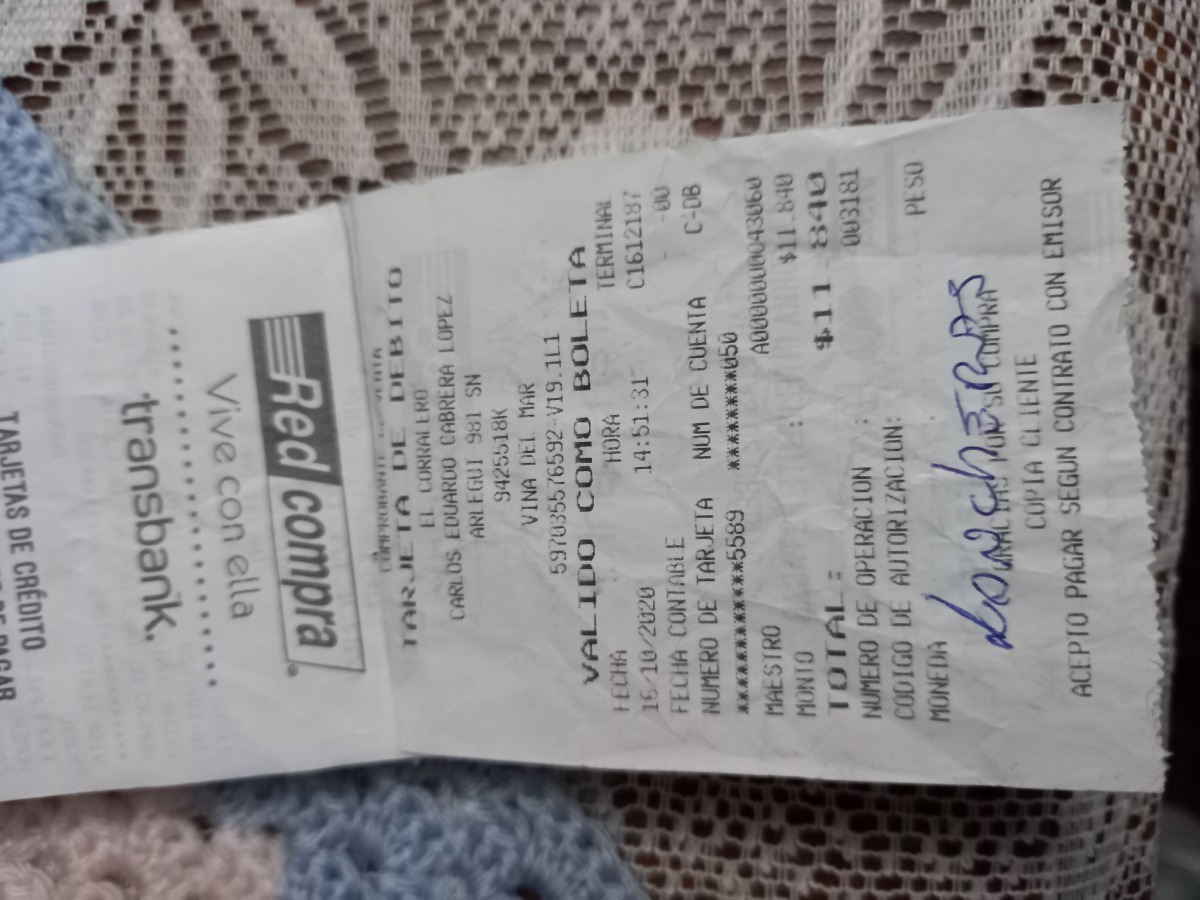 TARJETAS DE CRÉDITO
transbank.
Vive con ella
Redcompra
COMPROBANTE DE VENTA
TARJETA DE DEBITO
EL CORRALERO
CARLOS EDUARDO CABRERA LOPEZ
ARLEGUI 981 SN
9425518K
VINA DEL MAR
597035576592-V19.1L1
VALIDO COMO BOLETA
FECHA HORA TERMINAL
16/10/2020 14:51:31 C1612187
FECHA CONTABLE - -00
NUMERO DE TARJETA NUM DE CUENTA C-DB
************5589 *********050
MAESTRO A0000000043060
MONTO : $11.840
TOTAL: $11 840
NUMERO DE OPERACION : 003181
CODIGO DE AUTORIZACION:
MONEDA : PESO
GRACIAS POR SU COMPRA
COPIA CLIENTE
ACEPTO PAGAR SEGUN CONTRATO CON EMISOR